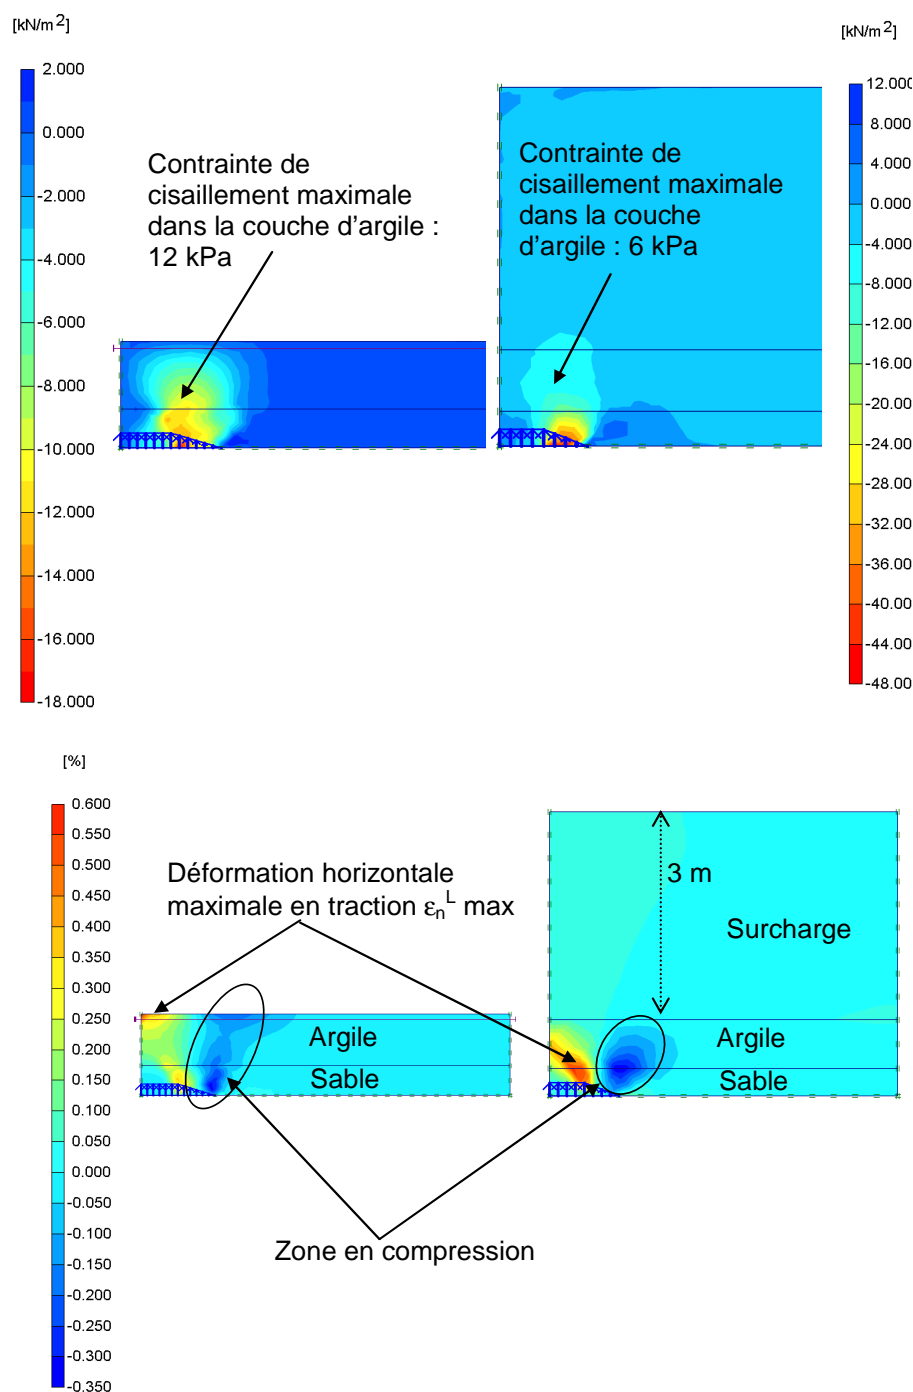 [kN/m²]
2.000
0.000
-2.000
-4.000
-6.000
-8.000
-10.000
-12.000
-14.000
-16.000
-18.000
Contrainte de
cisaillement maximale
dans la couche d’argile :
12 kPa
Contrainte de
cisaillement maximale
dans la couche
d’argile : 6 kPa
[kN/m²]
12.000
8.000
4.000
0.000
-4.000
-8.000
-12.00
-16.00
-20.00
-24.00
-28.00
-32.00
-36.00
-40.00
-44.00
-48.00
[%]
0.600
0.550
0.500
0.450
0.400
0.350
0.300
0.250
0.200
0.150
0.100
0.050
0.000
-0.050
-0.100
-0.150
-0.200
-0.250
-0.300
-0.350
Déformation horizontale
maximale en traction εₙᴸ max
Argile
Sable
3 m
Surcharge
Argile
Sable
Zone en compression